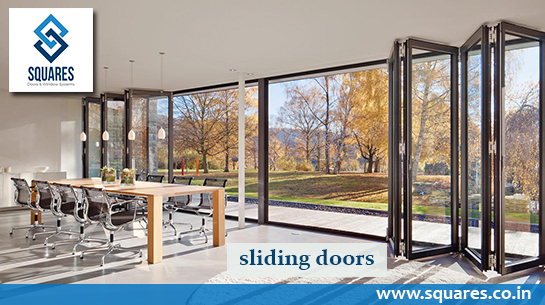 SQUARES
Doors & Window Systems
sliding doors
www.squares.co.in